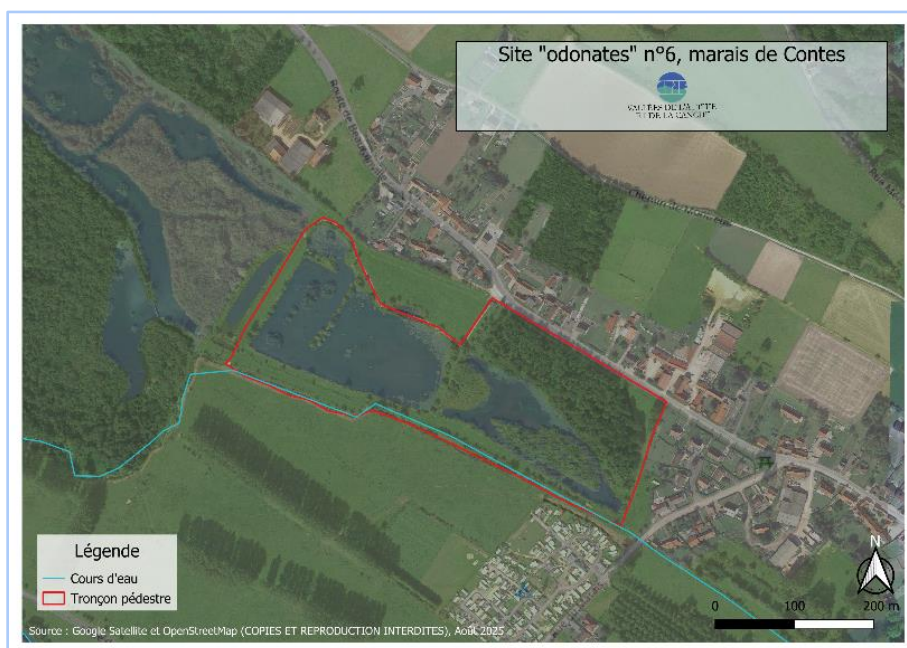 Site "odonates" n°6, marais de Contes
Légende
Cours d'eau
Tronçon pédestre
N
0 100 200 m
Source : Google Satellite et OpenStreetMap (COPIES ET REPRODUCTION INTERDITES), Août 2025